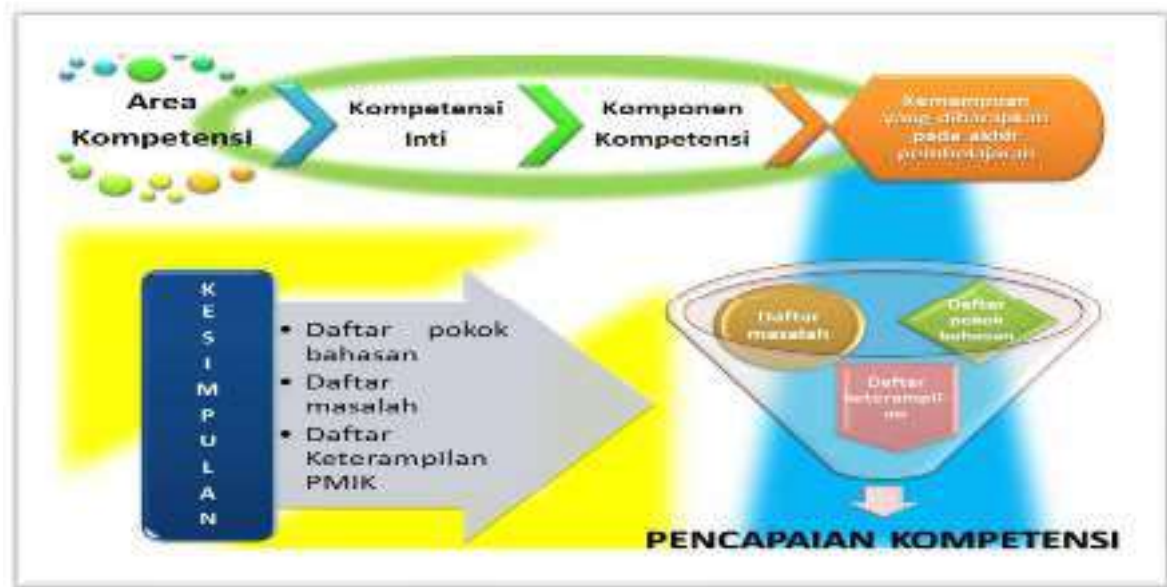 Area
Kompetensi
Kompetensi
Inti
Komponen
Kompetensi
Kemampuan
yang diharapkan
pada akhir
pembelajaran
KESIMPULAN
• Daftar pokok
bahasan
• Daftar
masalah
• Daftar
Keterampilan
PMIK
Daftar
masalah
Daftar
pokok
bahasan
Daftar
keterampil
an
PENCAPAIAN KOMPETENSI